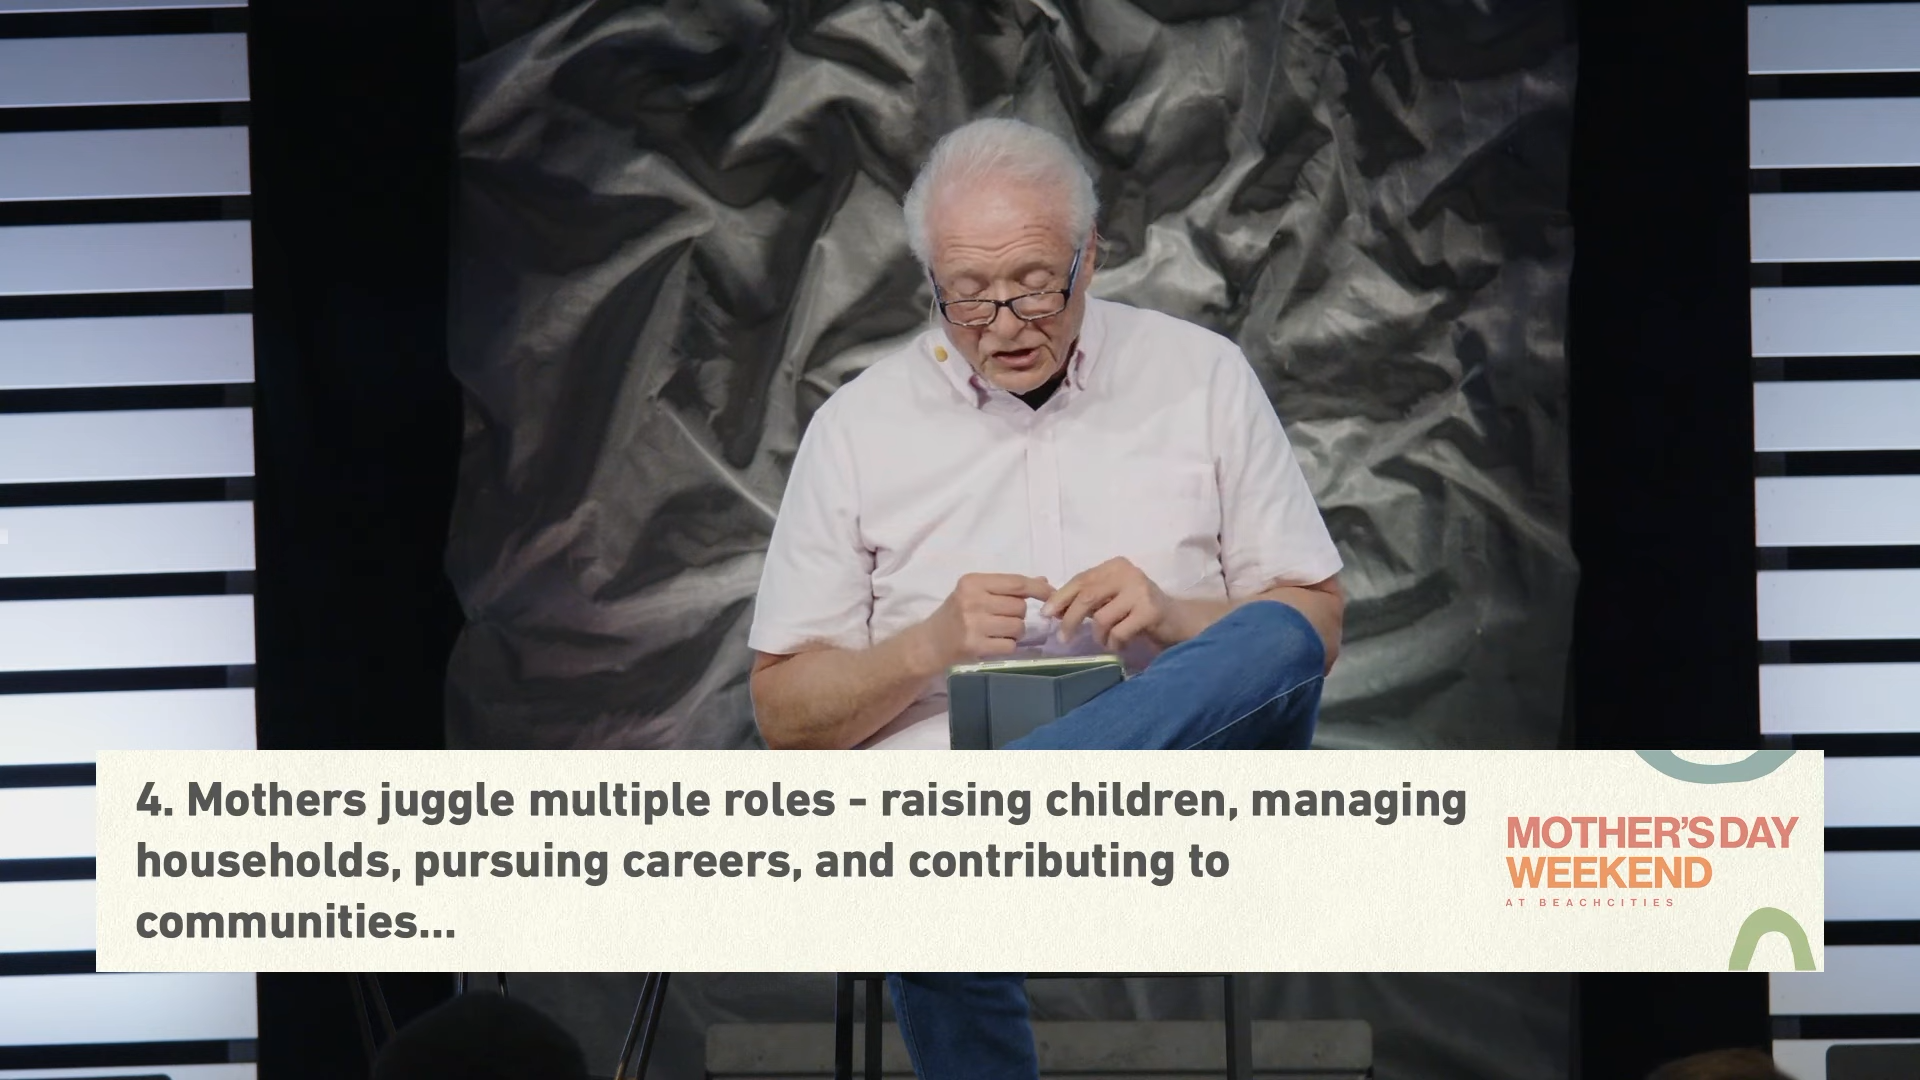 4. Mothers juggle multiple roles - raising children, managing
households, pursuing careers, and contributing to
communities...
MOTHER'S DAY
WEEKEND
AT BEACHCITIES